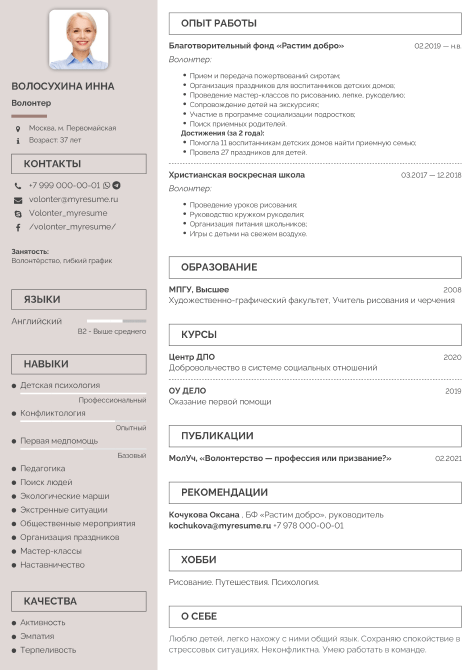 ВОЛОСУХИНА ИННА
Волонтер
Москва, м. Первомайская
Возраст: 37 лет
КОНТАКТЫ
+7 999 000-00-01
volonter@myresume.ru
Volonter_myresume
/volonter_myresume/
Занятость:
Волонтёрство, гибкий график
ЯЗЫКИ
Английский
B2 - Выше среднего
НАВЫКИ
Детская психология
Профессиональный
Конфликтология
Опытный
Первая медпомощь
Базовый
Педагогика
Поиск людей
Экологические марши
Экстренные ситуации
Общественные мероприятия
Организация праздников
Мастер-классы
Наставничество
КАЧЕСТВА
Активность
Эмпатия
Терпеливость
ОПЫТ РАБОТЫ
Благотворительный фонд «Растим добро» 02.2019 — н.в.
Волонтер:
Прием и передача пожертвований сиротам;
Организация праздников для воспитанников детских домов;
Проведение мастер-классов по рисованию, лепке, рукоделию;
Сопровождение детей на экскурсиях;
Участие в программе социализации подростков;
Поиск приемных родителей.
Достижения (за 2 года):
Помогла 11 воспитанникам детских домов найти приемную семью;
Провела 27 праздников для детей.
Христианская воскресная школа 03.2017 — 12.2018
Волонтер:
Проведение уроков рисования;
Руководство кружком рукоделия;
Организация питания школьников;
Игры с детьми на свежем воздухе.
ОБРАЗОВАНИЕ
МПГУ, Высшее 2008
Художественно-графический факультет, Учитель рисования и черчения
КУРСЫ
Центр ДПО 2020
Добровольчество в системе социальных отношений
ОУ ДЕЛО 2019
Оказание первой помощи
ПУБЛИКАЦИИ
МолУч, «Волонтерство — профессия или призвание?» 02.2021
РЕКОМЕНДАЦИИ
Кочукова Оксана , БФ «Растим добро», руководитель
kochukova@myresume.ru +7 978 000-00-01
ХОББИ
Рисование. Путешествия. Психология.
О СЕБЕ
Люблю детей, легко нахожу с ними общий язык. Сохраняю спокойствие в
стрессовых ситуациях. Неконфликтна. Умею работать в команде.